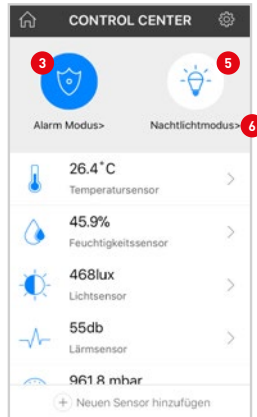 CONTROL CENTER
3
5
Alarm Modus>
Nachtlichtmodus>
6
26.4°C
Temperatursensor
45.9%
Feuchtigkeitssensor
468lux
Lichtsensor
55db
Lärmsensor
961.8 mbar
+ Neuen Sensor hinzufügen